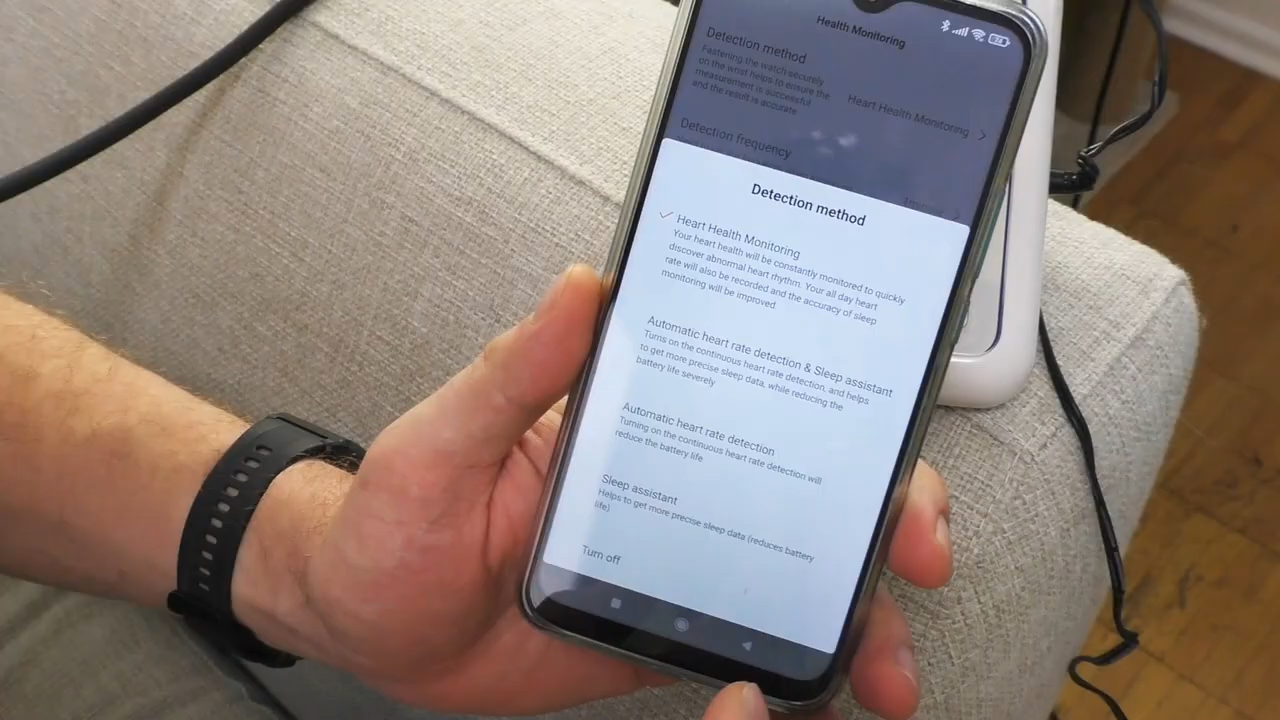 Health Monitoring
Detection method
Fastening the watch securely
on the wrist helps to ensure the
measurement is successful
and the result is accurate
Heart Health Monitoring
Detection frequency
Detection method
Heart Health Monitoring
Your heart health will be constantly monitored to quickly
discover abnormal heart rhythm. Your all day heart
rate will also be recorded and the accuracy of sleep
monitoring will be improved.
Automatic heart rate detection & Sleep assistant
Turns on the continuous heart rate detection, and helps
to get more precise sleep data, while reducing the
battery life severely
Automatic heart rate detection
Turning on the continuous heart rate detection will
reduce the battery life
Sleep assistant
Helps to get more precise sleep data (reduces battery
life)
Turn off